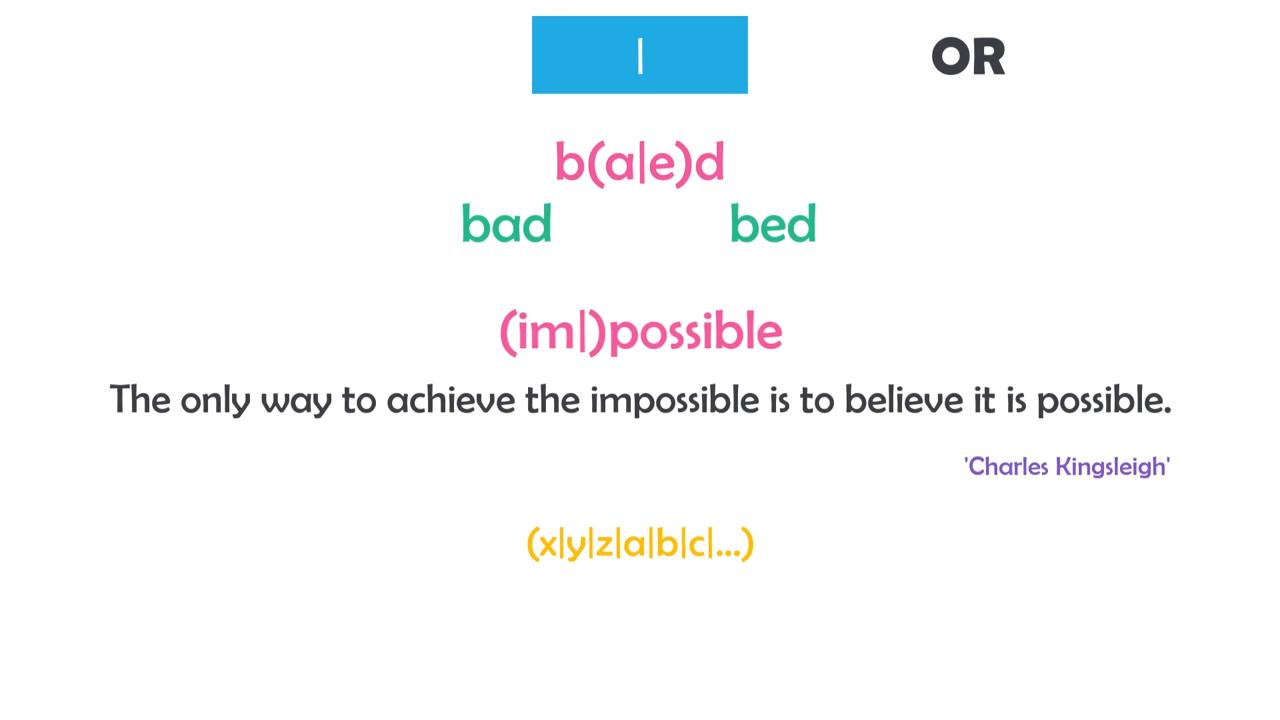 | OR
b(a|e)d
bad bed
(im|)possible
The only way to achieve the impossible is to believe it is possible.
'Charles Kingsleigh'
(x|y|z|a|b|c|...)